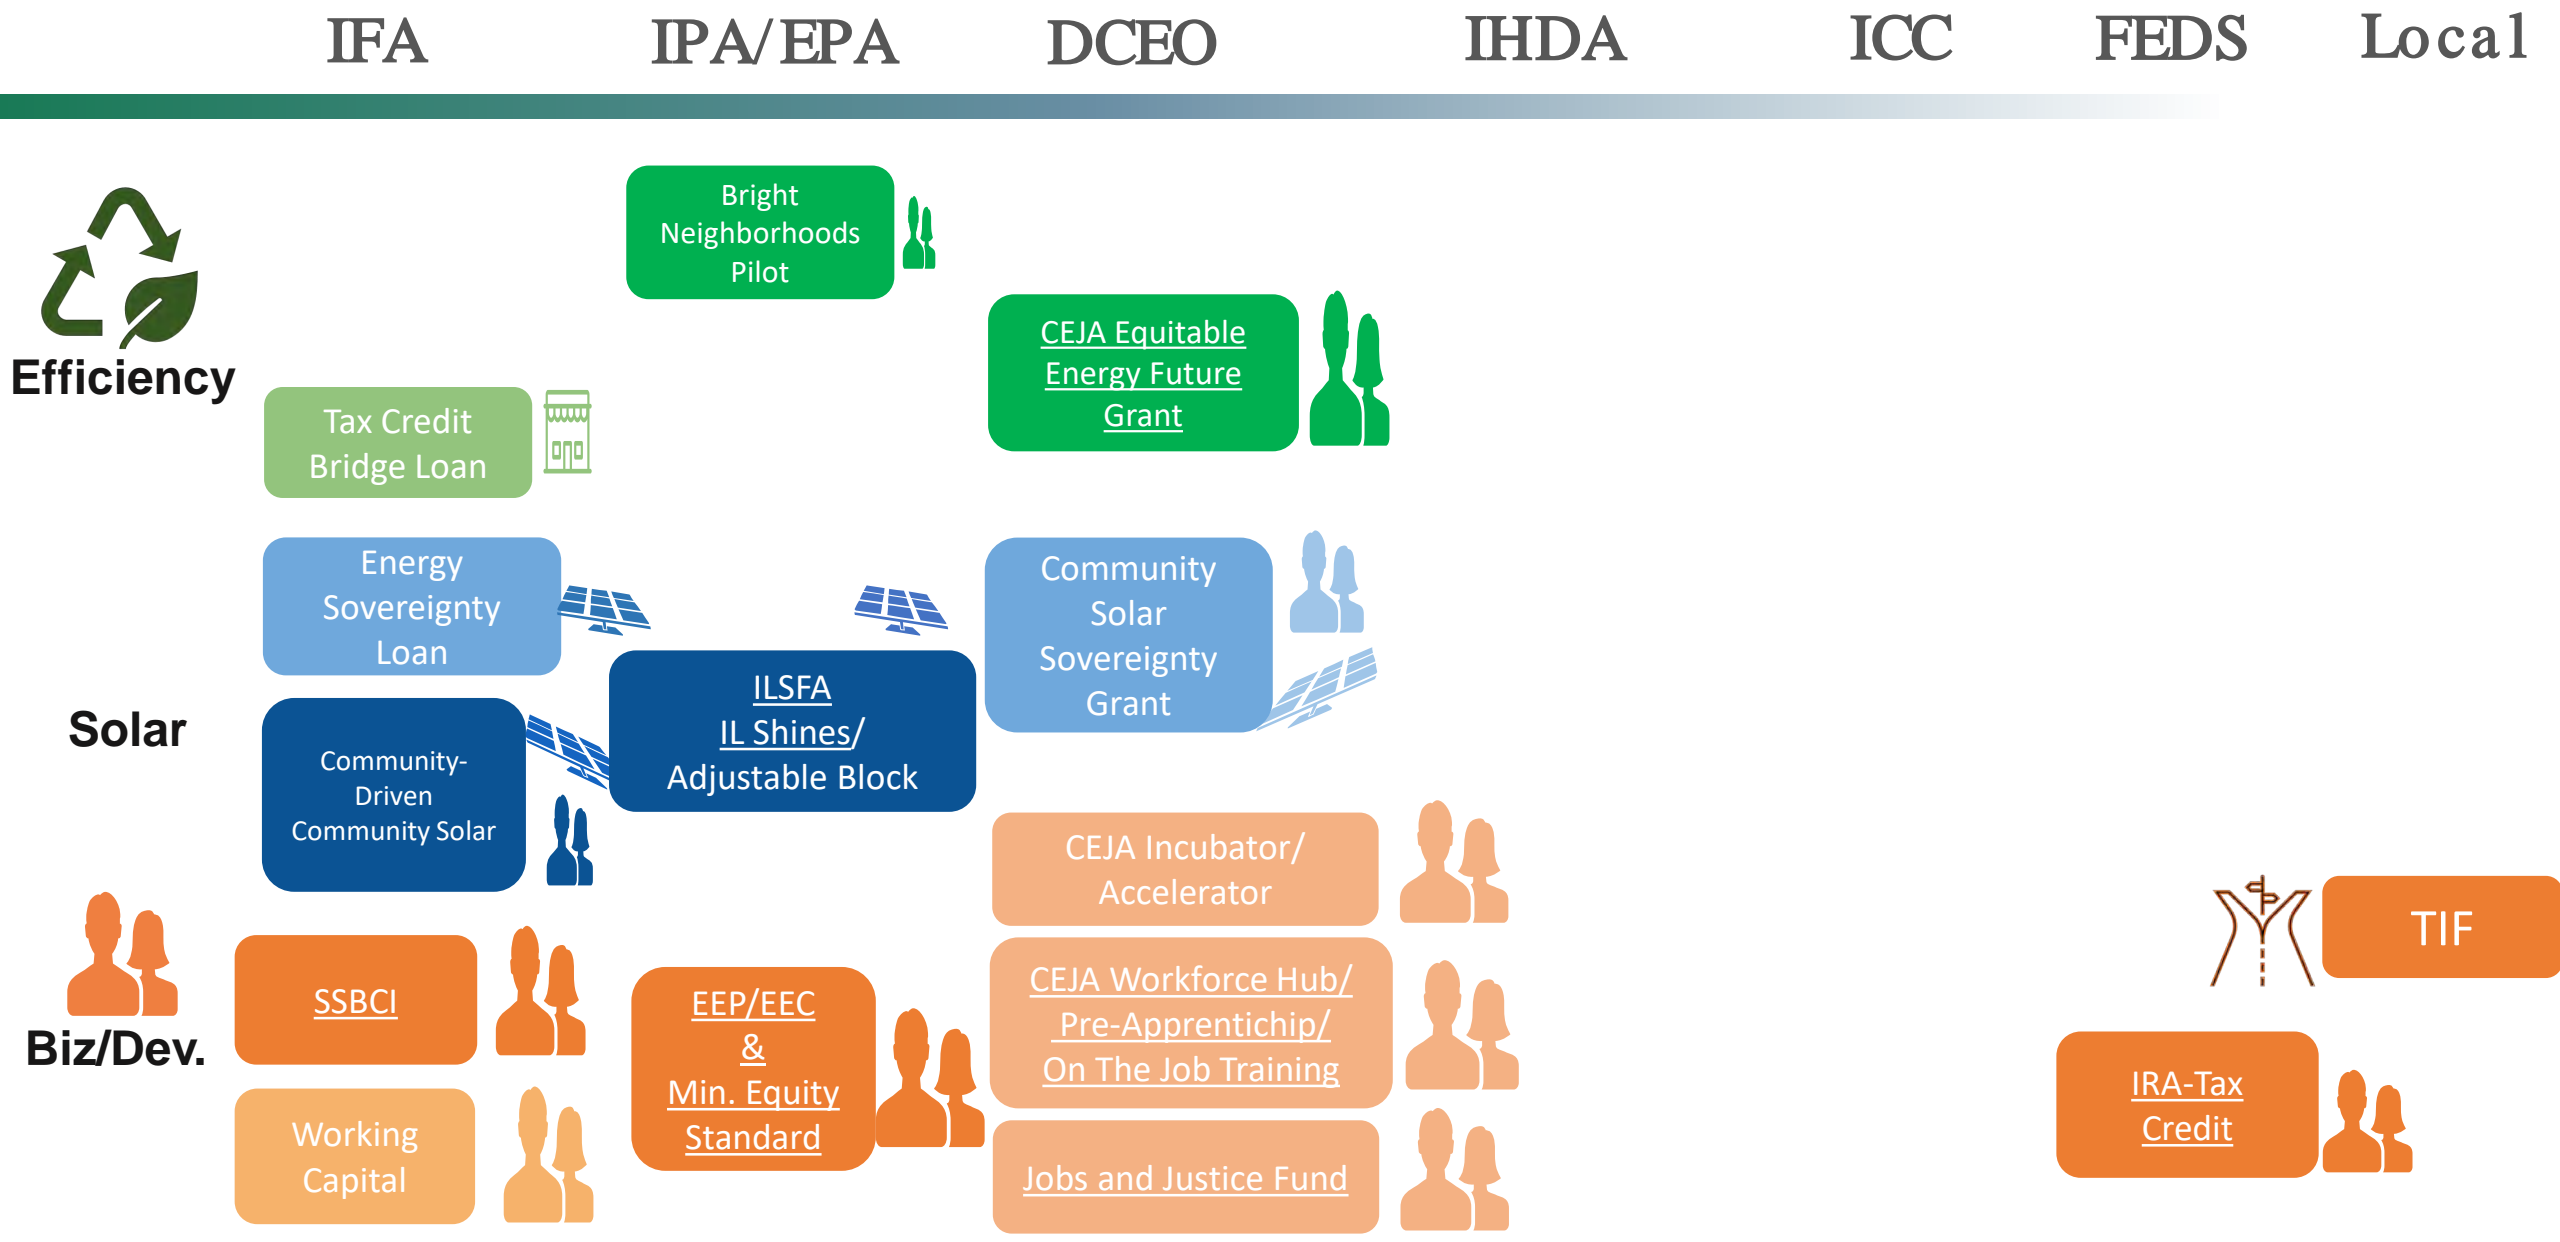 IFA IPA/EPA DCEO IHDA ICC FEDS Local
Efficiency
Bright
Neighborhoods
Pilot
CEJA Equitable
Energy Future
Grant
Tax Credit
Bridge Loan
Solar
Energy
Sovereignty
Loan
Community-
Driven
Community Solar
ILSFA
IL Shines/
Adjustable Block
Community
Solar
Sovereignty
Grant
Biz/Dev.
SSBCI
Working
Capital
EEP/EEC
&
Min. Equity
Standard
CEJA Incubator/
Accelerator
CEJA Workforce Hub/
Pre-Apprentichip/
On The Job Training
Jobs and Justice Fund
IRA-Tax
Credit
TIF